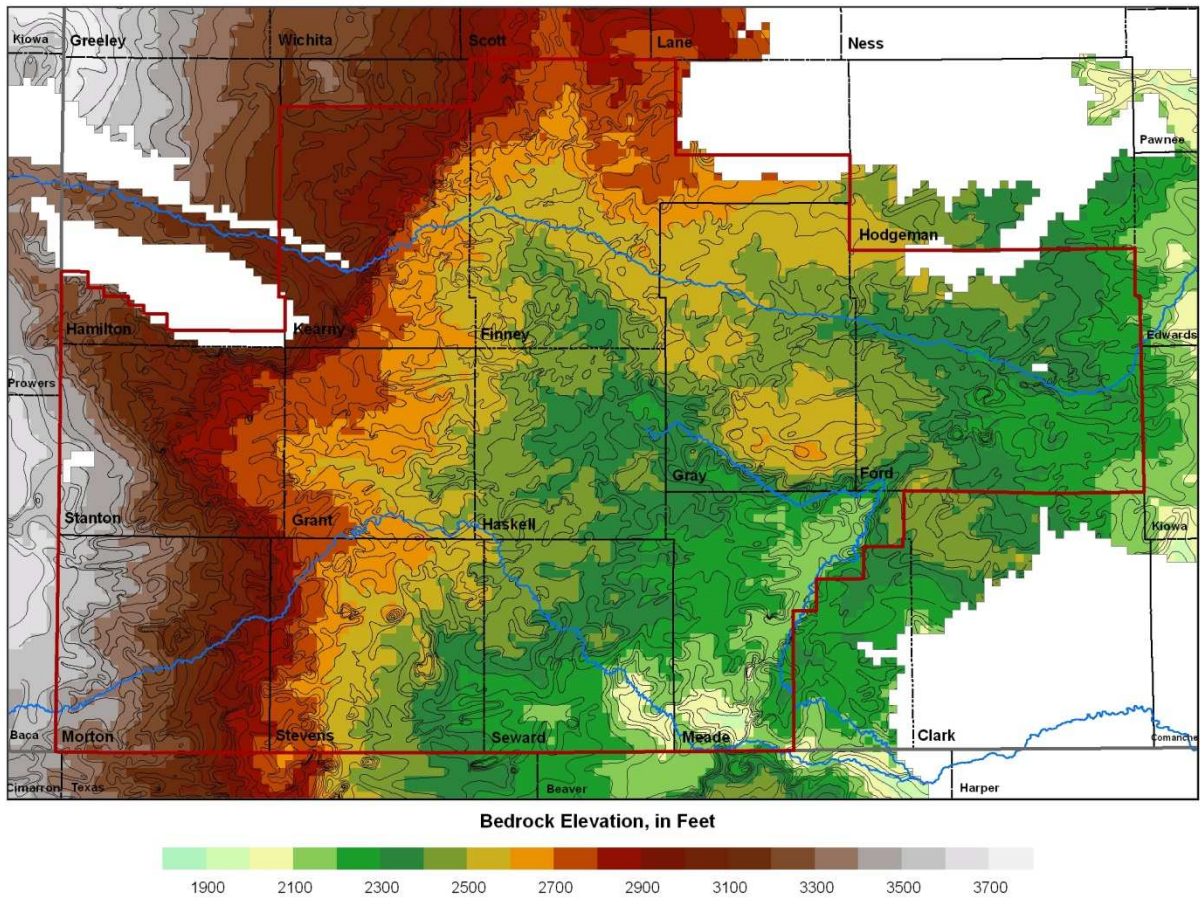 Kiowa Greeley Wichita Scott Lane Ness
Pawnee
Hodgeman
Hamilton Kearny Finney Edwards
Prowers
Gray Ford
Stanton Grant Haskell Kiowa
Baca Morton Stevens Seward Meade Clark Comanche
Cimarron Texas Beaver Harper
Bedrock Elevation, in Feet
1900 2100 2300 2500 2700 2900 3100 3300 3500 3700